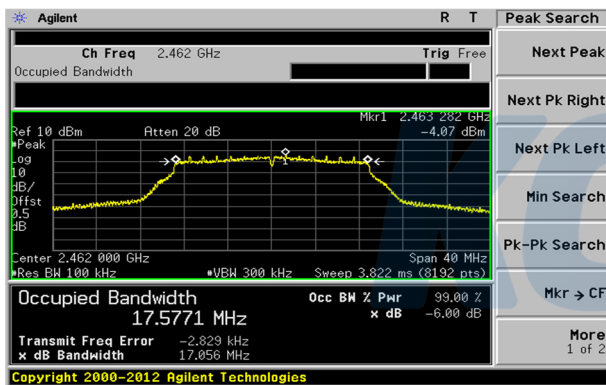 Agilent R T Peak Search
Ch Freq 2.462 GHz Trig Free
Occupied Bandwidth
Next Peak
Next Pk Right
Mkr1 2.463 282 GHz
Ref 10 dBm Atten 20 dB -4.07 dBm
Peak
Log
10
dB/
Offst
0.5
dB
1
Next Pk Left
Min Search
Pk-Pk Search
Center 2.462 000 GHz Span 40 MHz
Res BW 100 kHz VBW 300 kHz Sweep 3.822 ms (8192 pts)
Occupied Bandwidth Occ BW % Pwr 99.00 %
17.5771 MHz x dB -6.00 dB
Mkr → CF
Transmit Freq Error -2.829 kHz
x dB Bandwidth 17.056 MHz
More
1 of 2
Copyright 2000-2012 Agilent Technologies